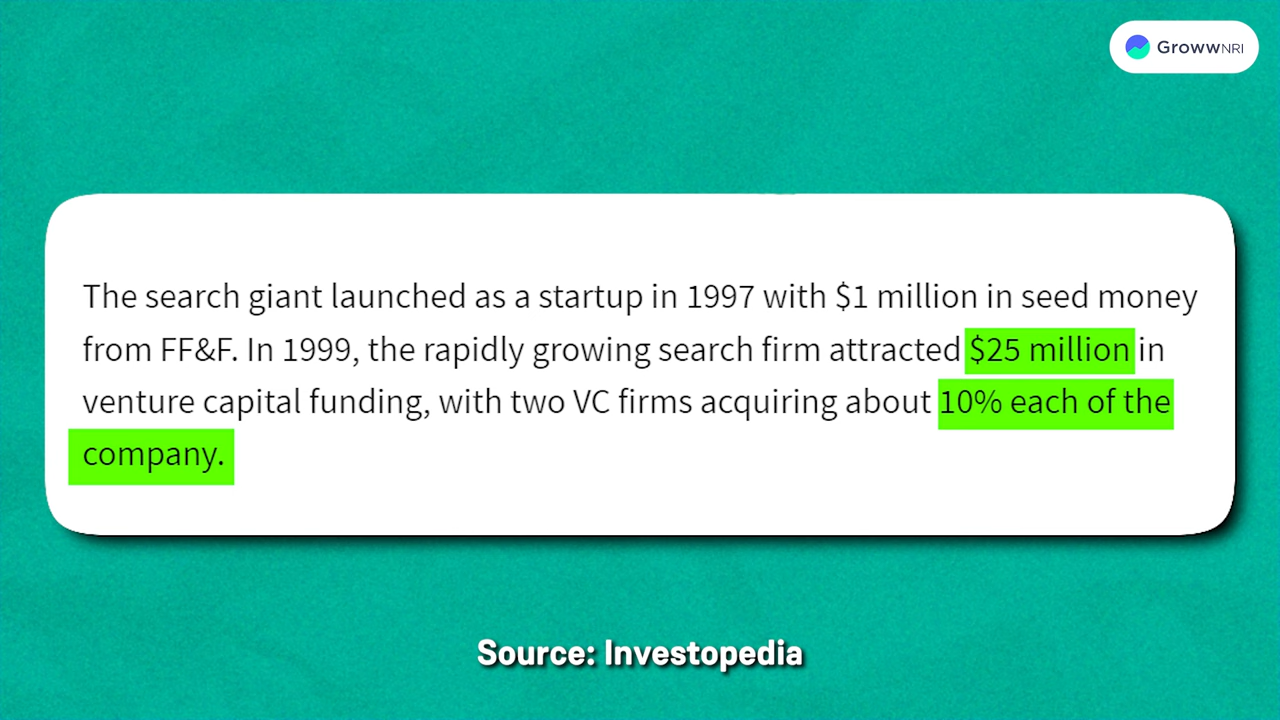 GrowwNRI
The search giant launched as a startup in 1997 with $1 million in seed money
from FF&F. In 1999, the rapidly growing search firm attracted $25 million in
venture capital funding, with two VC firms acquiring about 10% each of the
company.
Source: Investopedia